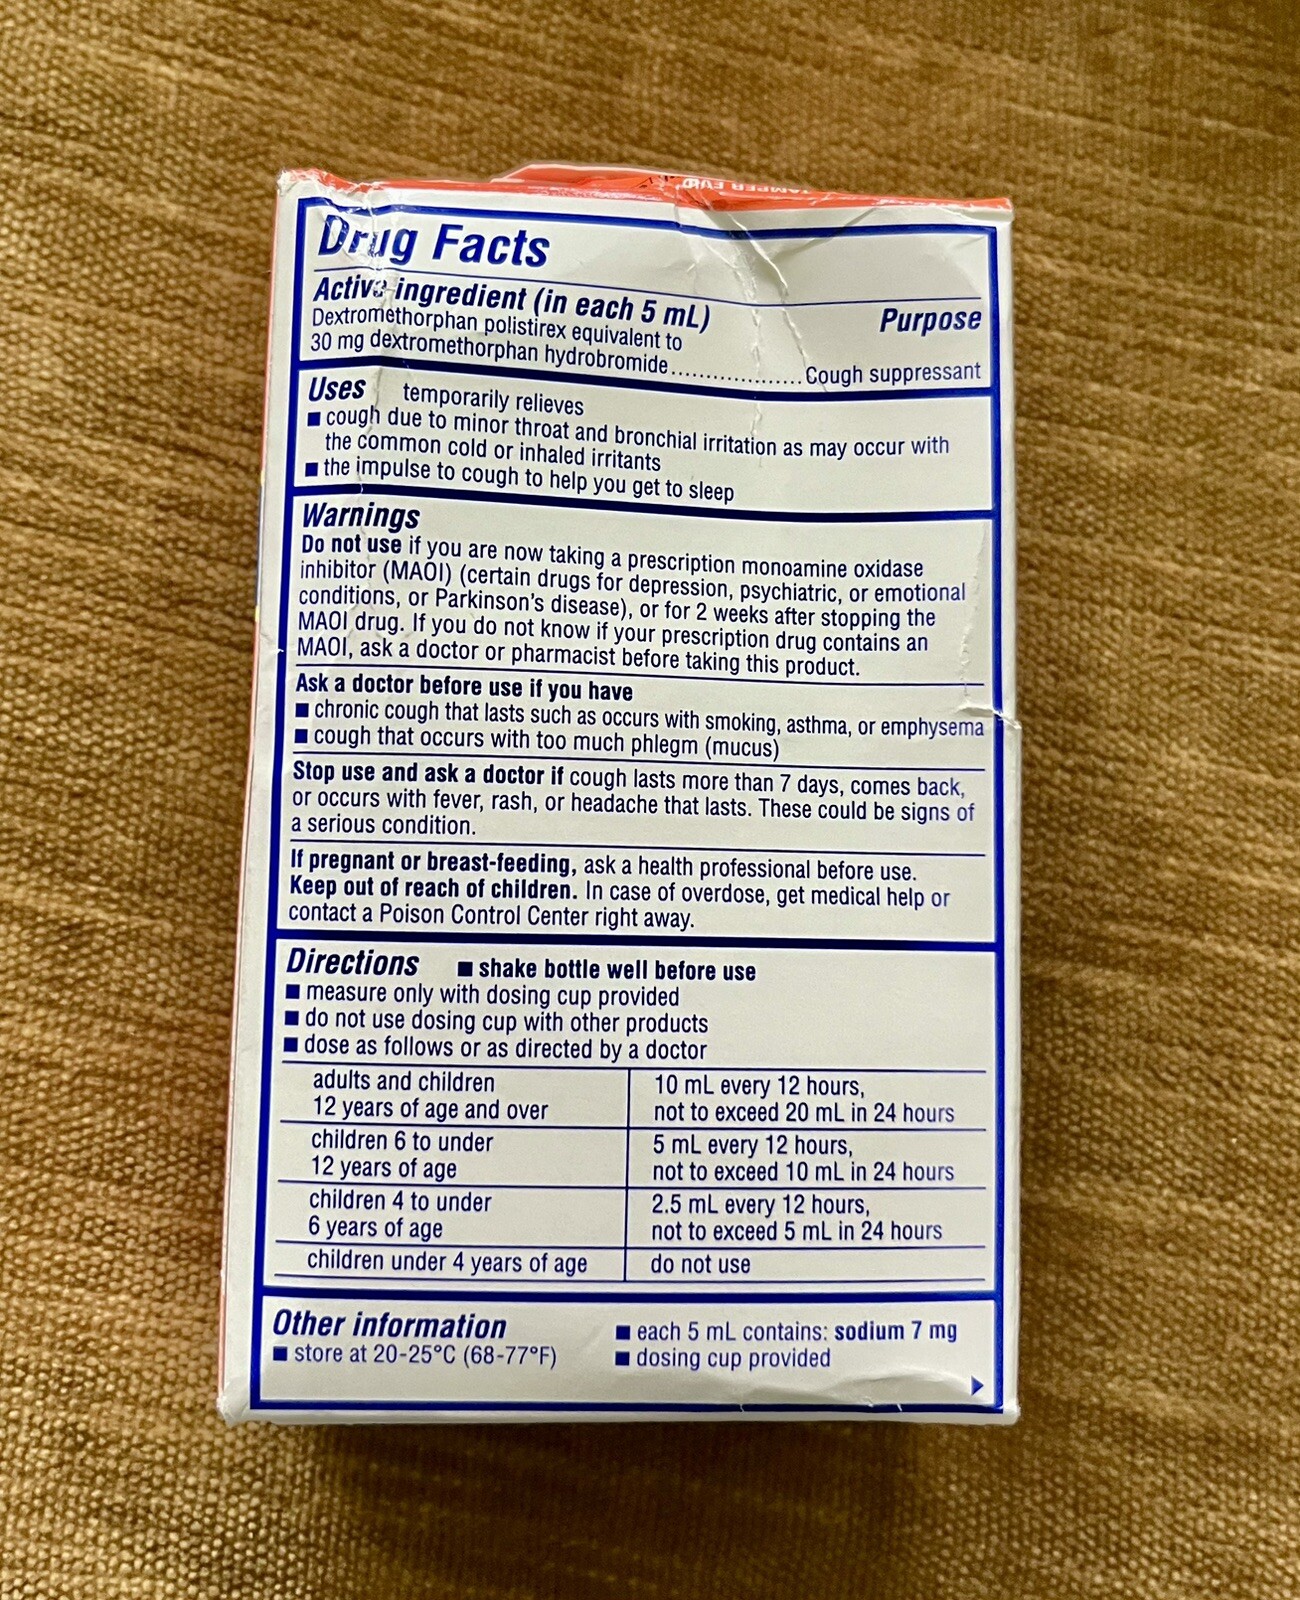 TAMPER EVID
Drug Facts
Active ingredient (in each 5 mL) Purpose
Dextromethorphan polistirex equivalent to
30 mg dextromethorphan hydrobromide................... Cough suppressant
Uses temporarily relieves
■ cough due to minor throat and bronchial irritation as may occur with
the common cold or inhaled irritants
■ the impulse to cough to help you get to sleep
Warnings
Do not use if you are now taking a prescription monoamine oxidase
inhibitor (MAOI) (certain drugs for depression, psychiatric, or emotional
conditions, or Parkinson's disease), or for 2 weeks after stopping the
MAOI drug. If you do not know if your prescription drug contains an
MAOI, ask a doctor or pharmacist before taking this product.
Ask a doctor before use if you have
■ chronic cough that lasts such as occurs with smoking, asthma, or emphysema
■ cough that occurs with too much phlegm (mucus)
Stop use and ask a doctor if cough lasts more than 7 days, comes back,
or occurs with fever, rash, or headache that lasts. These could be signs of
a serious condition.
If pregnant or breast-feeding, ask a health professional before use.
Keep out of reach of children. In case of overdose, get medical help or
contact a Poison Control Center right away.
Directions ■ shake bottle well before use
■ measure only with dosing cup provided
■ do not use dosing cup with other products
■ dose as follows or as directed by a doctor
adults and children 10 mL every 12 hours,
12 years of age and over not to exceed 20 mL in 24 hours
children 6 to under 5 mL every 12 hours,
12 years of age not to exceed 10 mL in 24 hours
children 4 to under 2.5 mL every 12 hours,
6 years of age not to exceed 5 mL in 24 hours
children under 4 years of age do not use
Other information ■ each 5 mL contains: sodium 7 mg
■ store at 20-25°C (68-77°F) ■ dosing cup provided